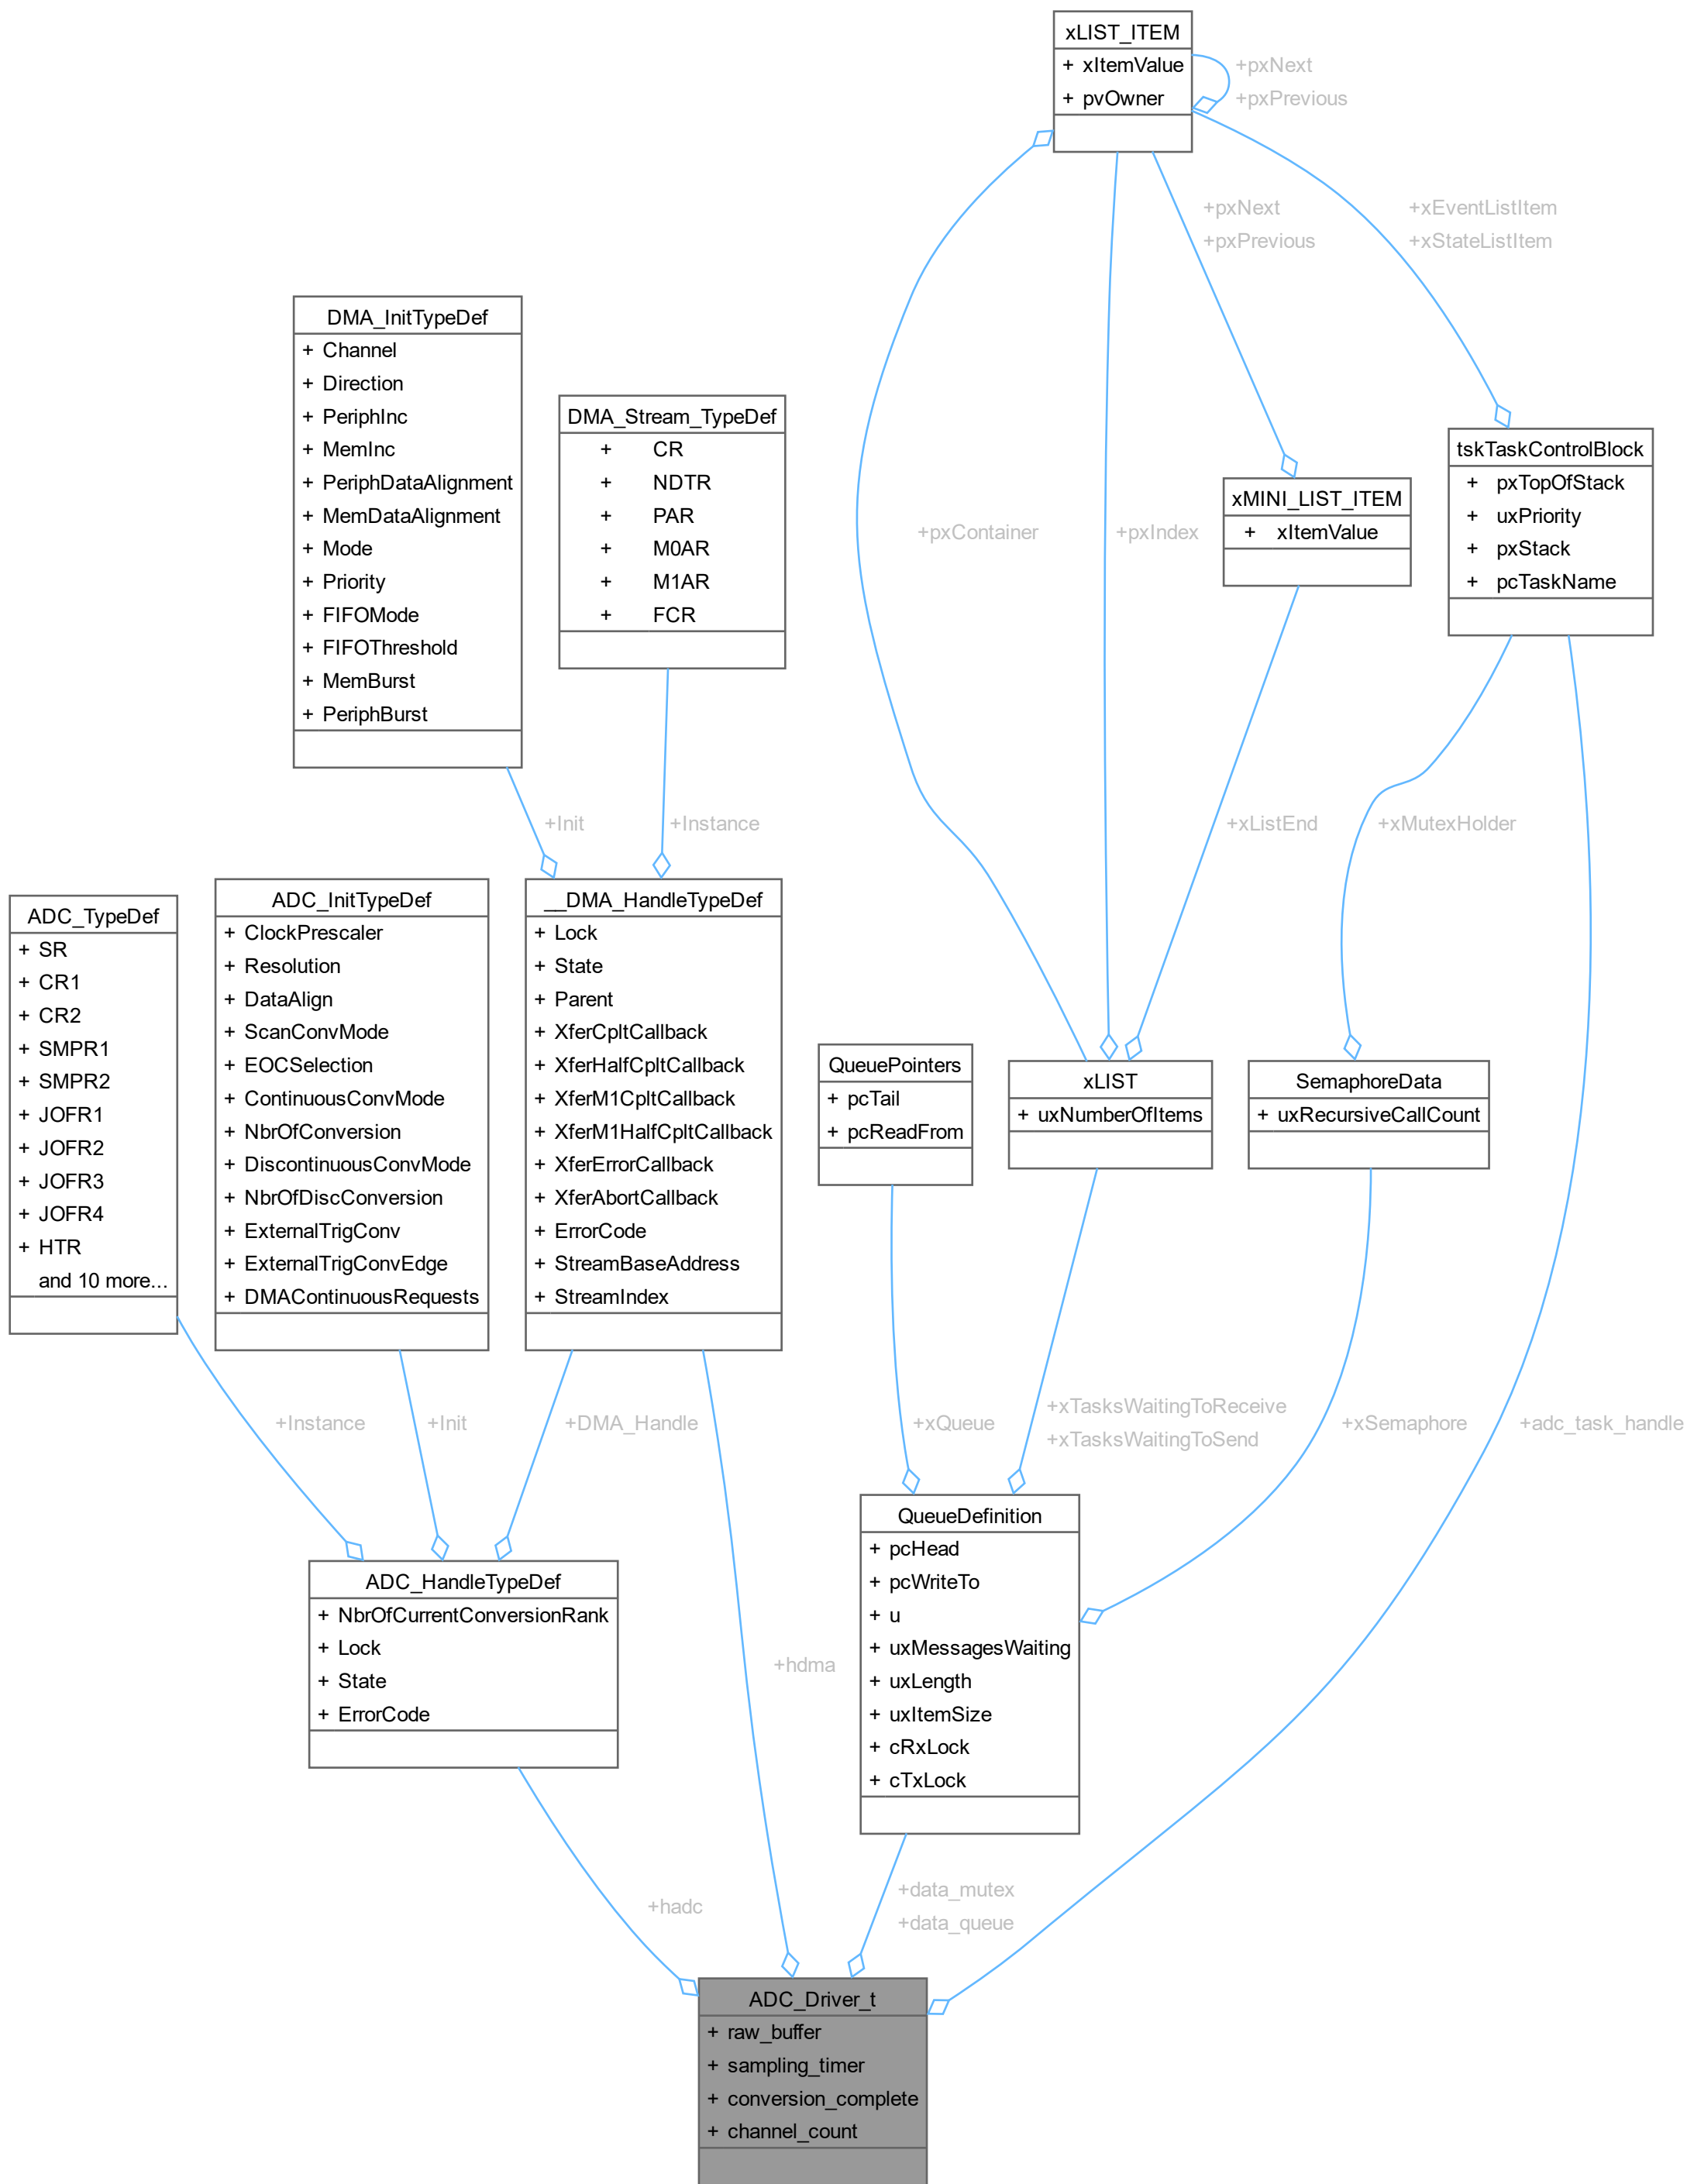 xLIST_ITEM
+ xItemValue
+ pvOwner
+pxNext
+pxPrevious
+pxNext
+pxPrevious
+xEventListItem
+xStateListItem
DMA_InitTypeDef
+ Channel
+ Direction
+ PeriphInc
+ MemInc
+ PeriphDataAlignment
+ MemDataAlignment
+ Mode
+ Priority
+ FIFOMode
+ FIFOThreshold
+ MemBurst
+ PeriphBurst
DMA_Stream_TypeDef
+ CR
+ NDTR
+ PAR
+ M0AR
+ M1AR
+ FCR
+pxContainer
+pxIndex
xMINI_LIST_ITEM
+ xItemValue
tskTaskControlBlock
+ pxTopOfStack
+ uxPriority
+ pxStack
+ pcTaskName
+Init
+Instance
+xListEnd
+xMutexHolder
ADC_TypeDef
+ SR
+ CR1
+ CR2
+ SMPR1
+ SMPR2
+ JOFR1
+ JOFR2
+ JOFR3
+ JOFR4
+ HTR
and 10 more...
ADC_InitTypeDef
+ ClockPrescaler
+ Resolution
+ DataAlign
+ ScanConvMode
+ EOCSelection
+ ContinuousConvMode
+ NbrOfConversion
+ DiscontinuousConvMode
+ NbrOfDiscConversion
+ ExternalTrigConv
+ ExternalTrigConvEdge
+ DMAContinuousRequests
__DMA_HandleTypeDef
+ Lock
+ State
+ Parent
+ XferCpltCallback
+ XferHalfCpltCallback
+ XferM1CpltCallback
+ XferM1HalfCpltCallback
+ XferErrorCallback
+ XferAbortCallback
+ ErrorCode
+ StreamBaseAddress
+ StreamIndex
QueuePointers
+ pcTail
+ pcReadFrom
xLIST
+ uxNumberOfItems
SemaphoreData
+ uxRecursiveCallCount
+Instance
+Init
+DMA_Handle
+xQueue
+xTasksWaitingToReceive
+xTasksWaitingToSend
+xSemaphore
+adc_task_handle
ADC_HandleTypeDef
+ NbrOfCurrentConversionRank
+ Lock
+ State
+ ErrorCode
+hdma
QueueDefinition
+ pcHead
+ pcWriteTo
+ u
+ uxMessagesWaiting
+ uxLength
+ uxItemSize
+ cRxLock
+ cTxLock
+hadc
+data_mutex
+data_queue
ADC_Driver_t
+ raw_buffer
+ sampling_timer
+ conversion_complete
+ channel_count